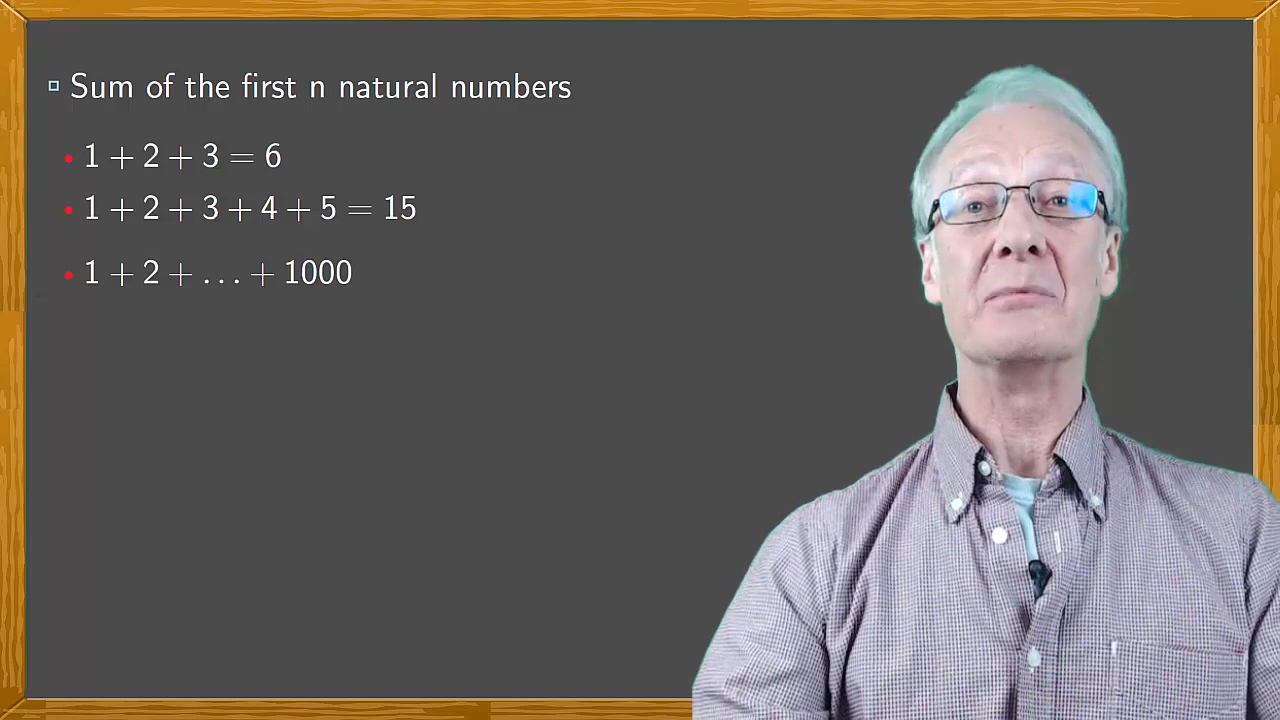 Sum of the first n natural numbers
1 + 2 + 3 = 6
1 + 2 + 3 + 4 + 5 = 15
1 + 2 + … + 1000